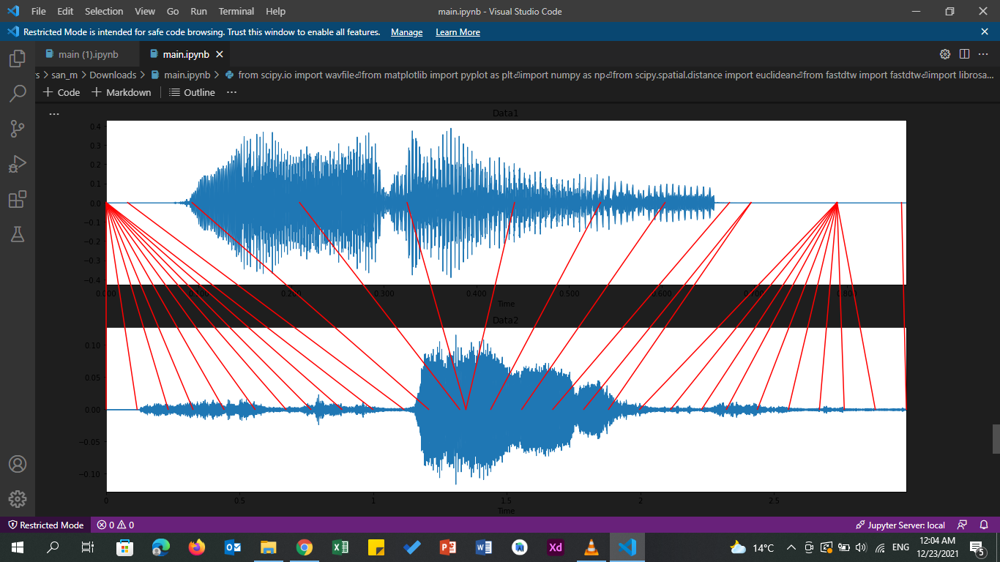 File Edit Selection View Go Run Terminal Help main.ipynb - Visual Studio Code
Restricted Mode is intended for safe code browsing. Trust this window to enable all features. Manage Learn More
main (1).ipynb main.ipynb
s > san_m > Downloads > main.ipynb > from scipy.io import wavfile⏎from matplotlib import pyplot as plt⏎import numpy as np⏎from scipy.spatial.distance import euclidean⏎from fastdtw import fastdtw⏎import librosa...
+ Code + Markdown Outline ...
Data1
0.4
0.3
0.2
0.1
0.0
−0.1
−0.2
−0.3
−0.4
0.000 0.100 0.200 0.300 0.400 0.500 0.600 0.700 0.800
Time
Data2
0.10
0.05
0.00
−0.05
−0.10
0 0.5 1 1.5 2 2.5
Time
Restricted Mode 0 0 Jupyter Server: local
14°C ENG 12:04 AM
12/23/2021 5